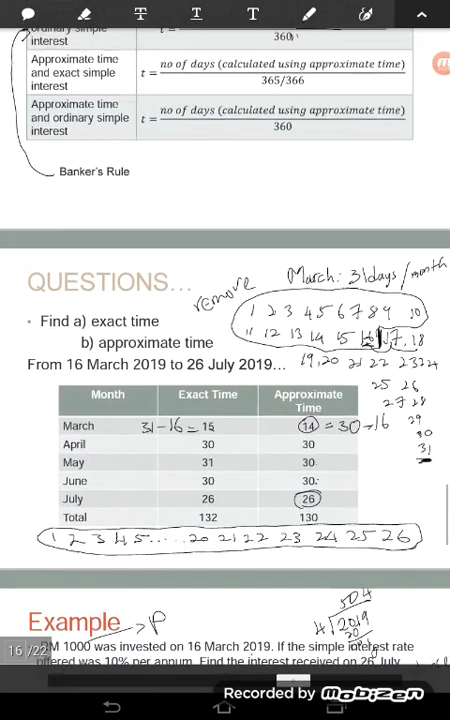 ordinary simple
interest
360
Approximate time
and exact simple
interest
t = no of days (calculated using approximate time)
365/366
Approximate time
and ordinary simple
interest
t = no of days (calculated using approximate time)
360
Banker's Rule
QUESTIONS…
remove
March: 31days/month
1 2 3 4 5 6 7 8 9 10
11 12 13 14 15 16 17, 18
19, 20 21 22 23 24
25 26
27 28
29
30
31
• Find a) exact time
b) approximate time
From 16 March 2019 to 26 July 2019…
Month Exact Time Approximate Time
March 31-16 = 15 14 = 30-16
April 30 30
May 31 30
June 30 30
July 26 26
Total 132 130
1 2 3 4 5..... 20 21 22 23 24 25 26
Example → P
504
4 2019
20
16/22
RM 1000 was invested on 16 March 2019. If the simple interest rate
offered was 10% per annum. Find the interest received on 26 July
Recorded by Mobizen